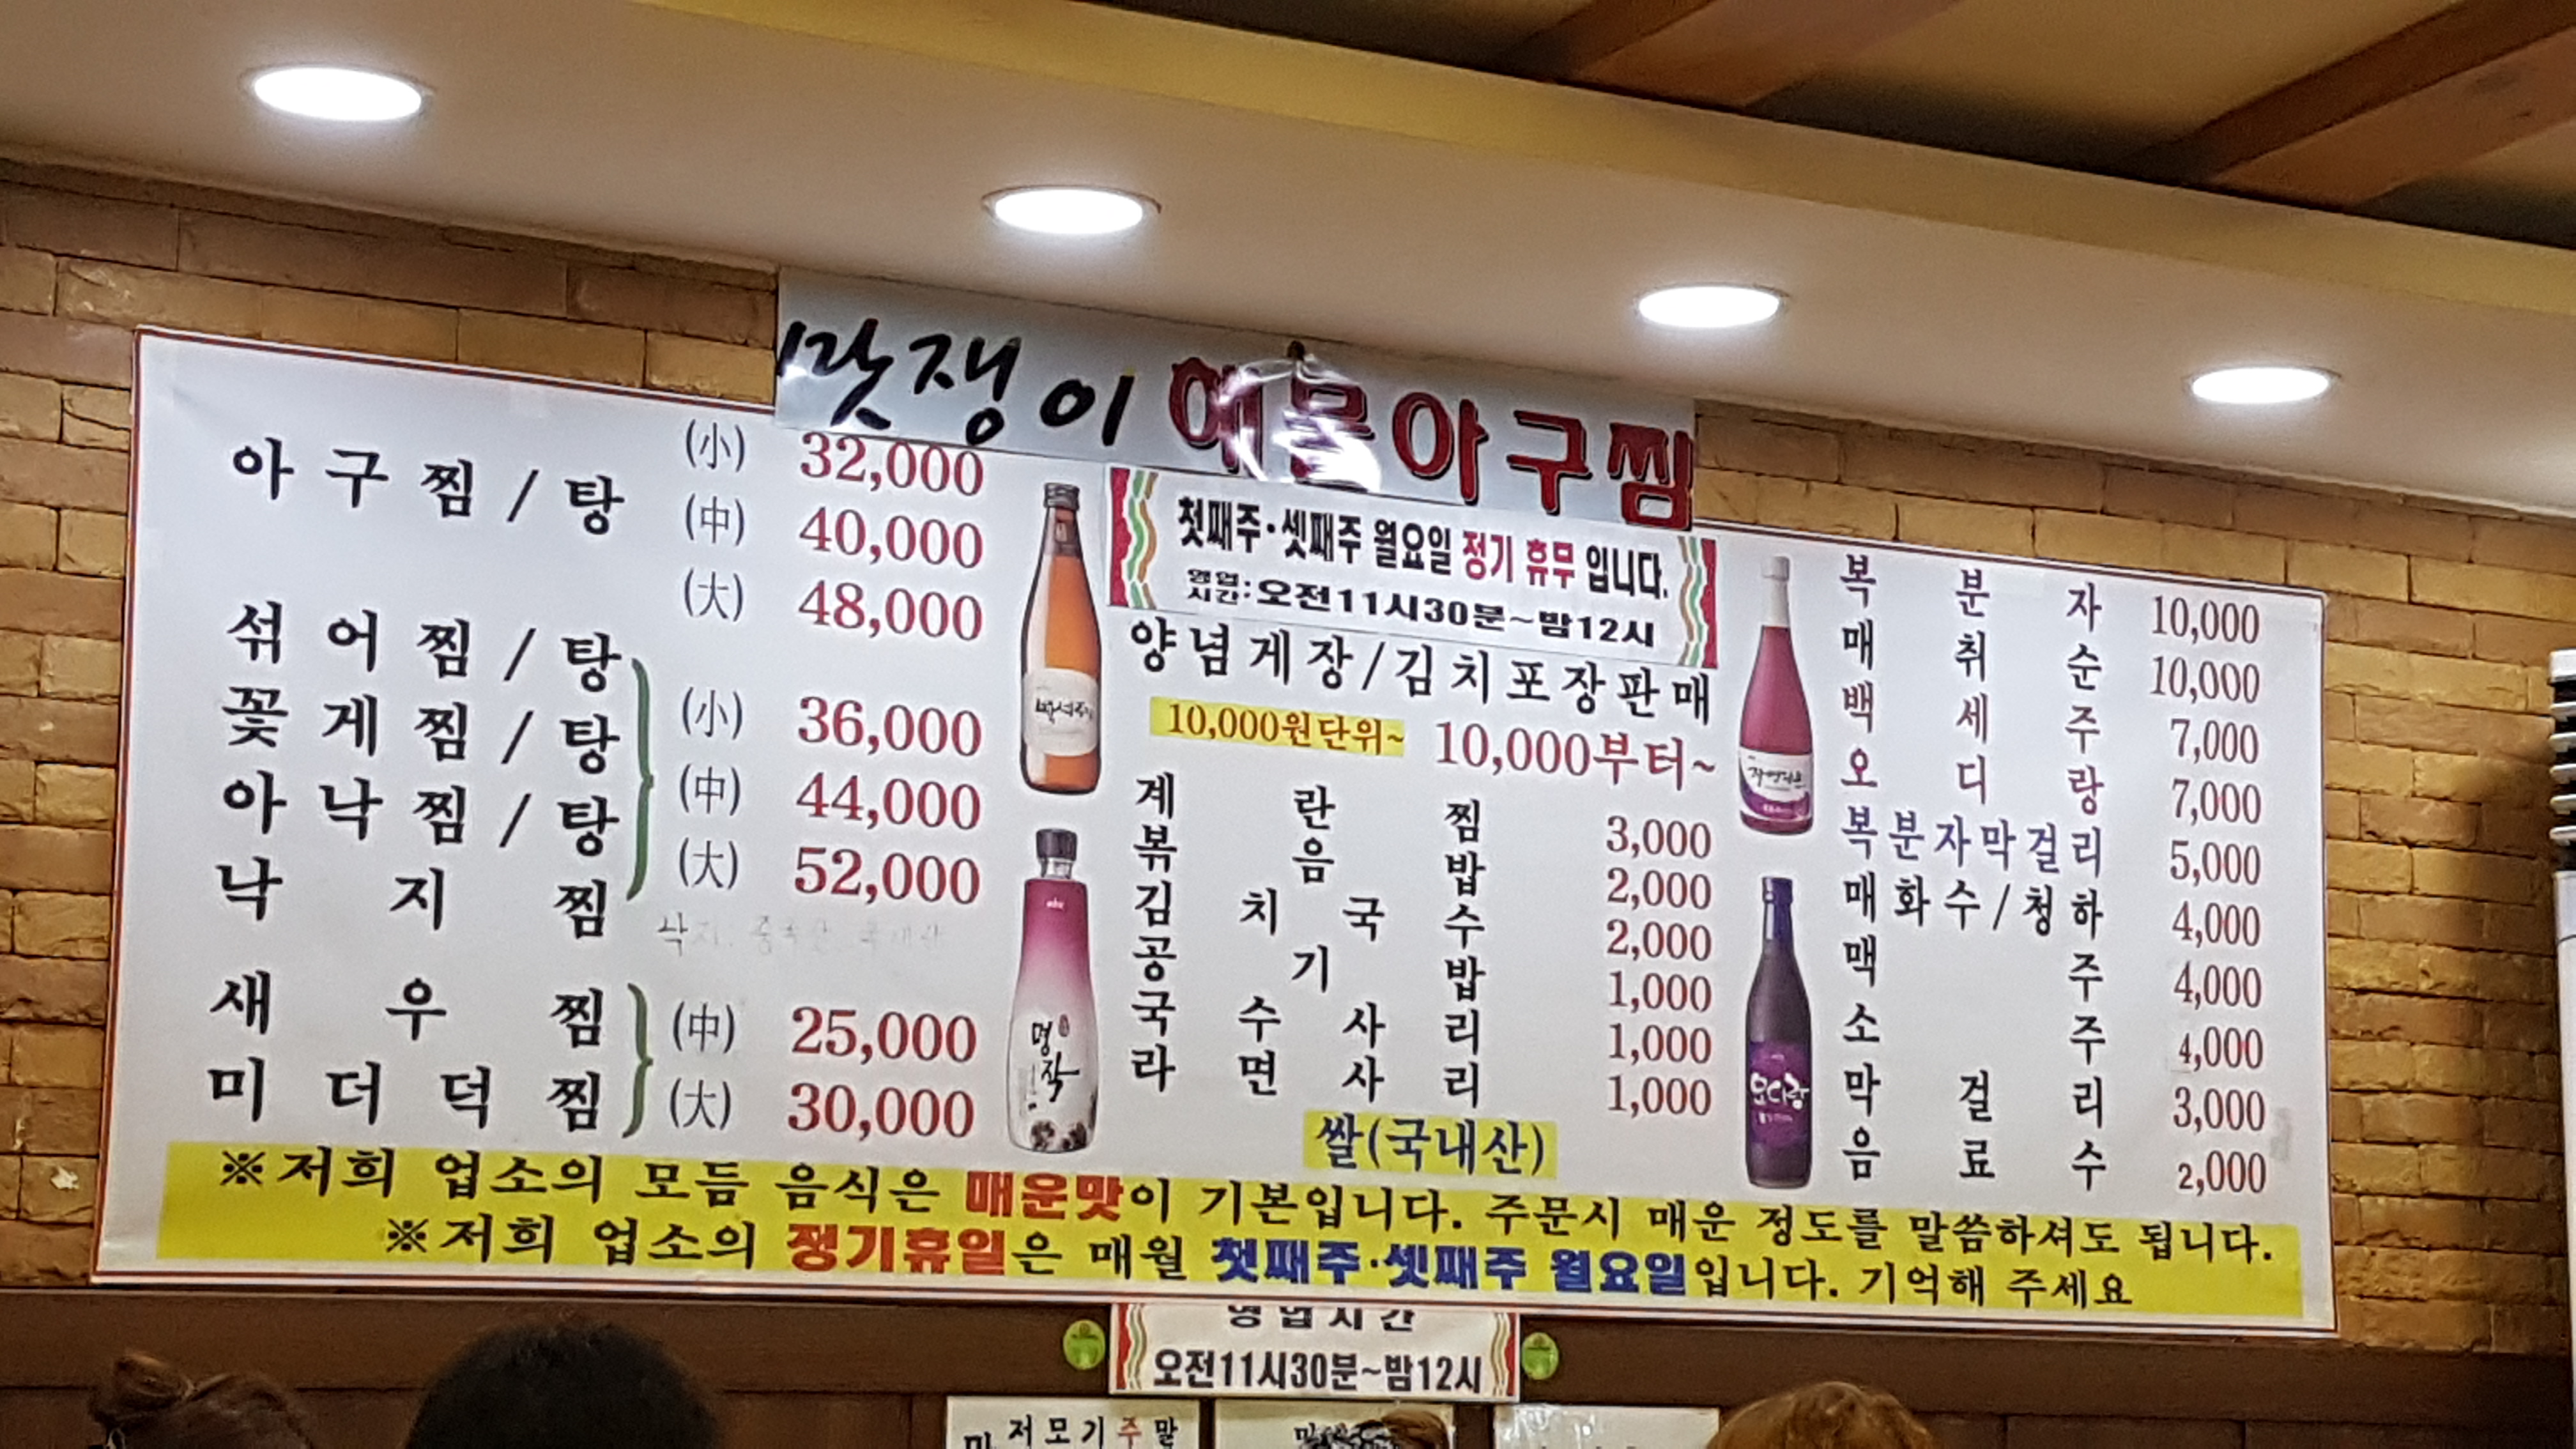 맛쟁이 해물아구찜
아구찜/탕 (小) 32,000
(中) 40,000
(大) 48,000
섞어찜/탕
꽃게찜/탕 (小) 36,000
아낙찜/탕 (中) 44,000
낙지찜 (大) 52,000
낙지
새우찜 (中) 25,000
미더덕찜 (大) 30,000
첫째주·셋째주 월요일 정기 휴무 입니다.
영업시간: 오전11시30분~밤12시
양념게장/김치포장판매
10,000원단위~ 10,000부터~
계란찜 3,000
볶음밥 2,000
김치국수 2,000
공기밥 1,000
국수사리 1,000
라면사리 1,000
쌀(국내산)
명작
오디랑
복분자 10,000
매취순 10,000
백세주 7,000
오디랑 7,000
복분자막걸리 5,000
매화수/청하 4,000
맥주 4,000
소주 4,000
막걸리 3,000
음료수 2,000
※저희 업소의 모듬 음식은 매운맛이 기본입니다. 주문시 매운 정도를 말씀하셔도 됩니다.
※저희 업소의 정기휴일은 매월 첫째주·셋째주 월요일입니다. 기억해 주세요
영업시간
오전11시30분~밤12시
저모기주말